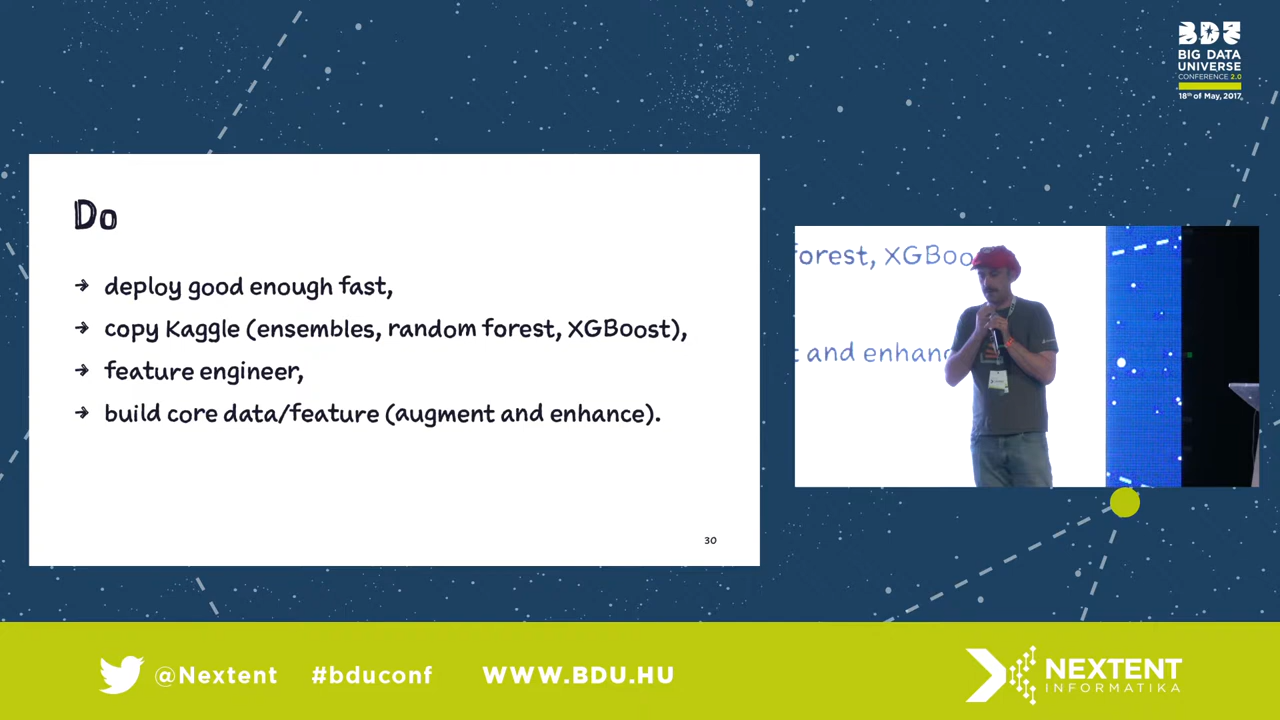 BDU
BIG DATA
UNIVERSE
CONFERENCE 2.0
18th of May, 2017
Do
→ deploy good enough fast,
→ copy Kaggle (ensembles, random forest, XGBoost),
→ feature engineer,
→ build core data/feature (augment and enhance).
30
forest, XGBoo
t and enhanc
@Nextent #bduconf WWW.BDU.HU
NEXTENT
INFORMATIKA